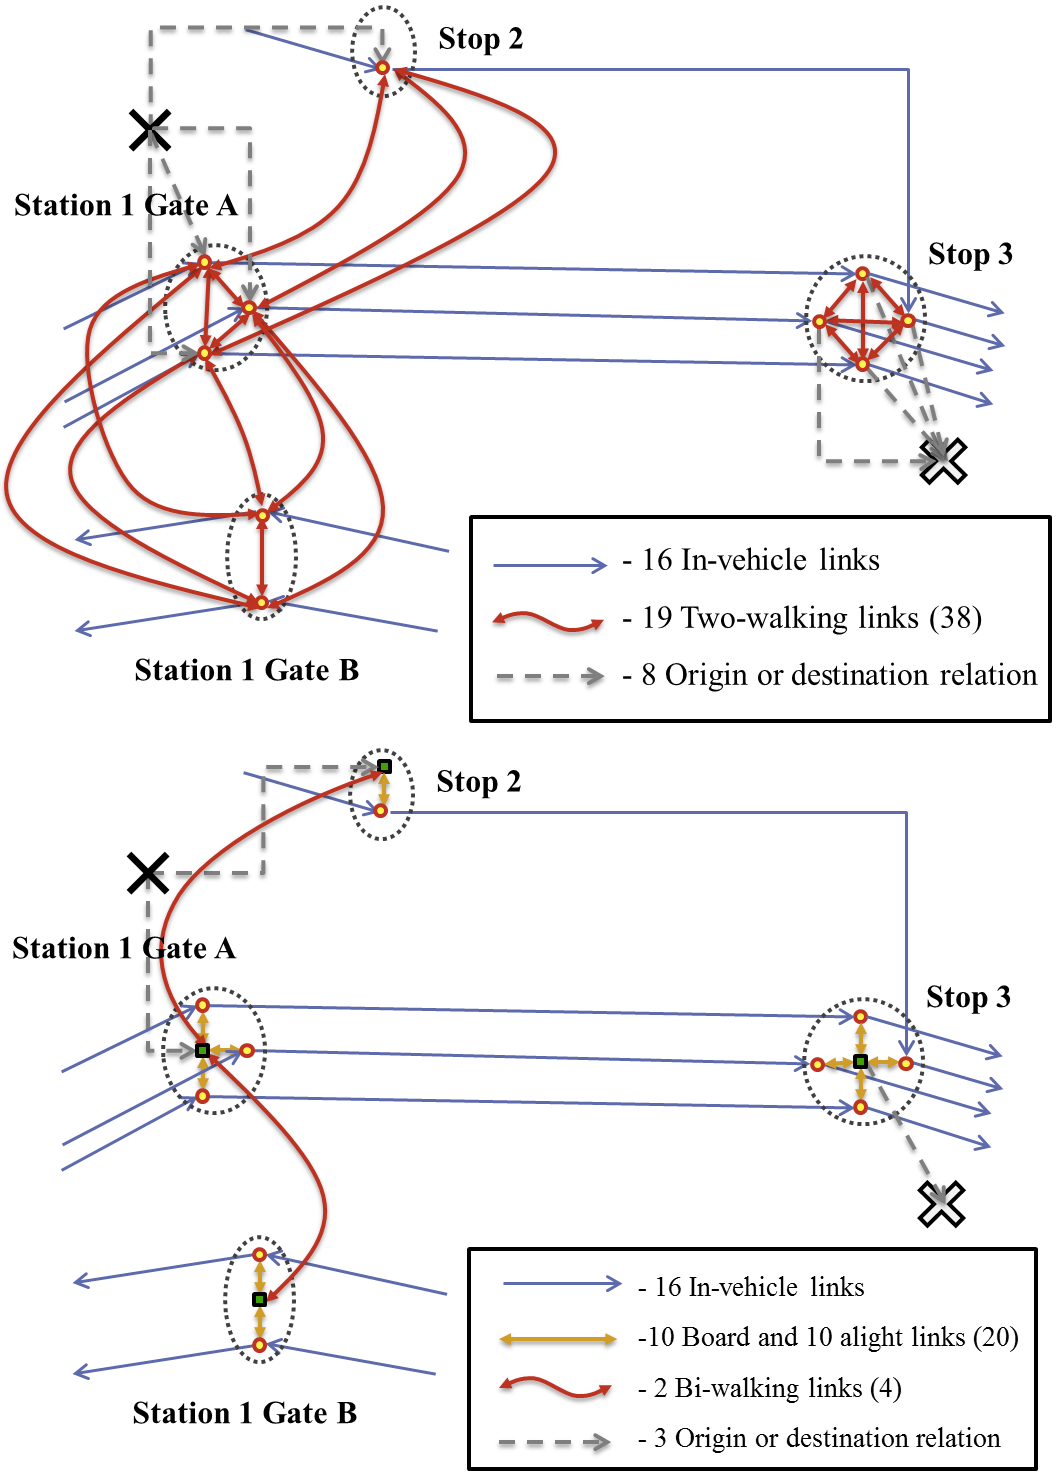 Stop 2
Station 1 Gate A
Stop 3
- 16 In-vehicle links
- 19 Two-walking links (38)
- 8 Origin or destination relation
Station 1 Gate B
Stop 2
Station 1 Gate A
Stop 3
- 16 In-vehicle links
-10 Board and 10 alight links (20)
- 2 Bi-walking links (4)
- 3 Origin or destination relation
Station 1 Gate B